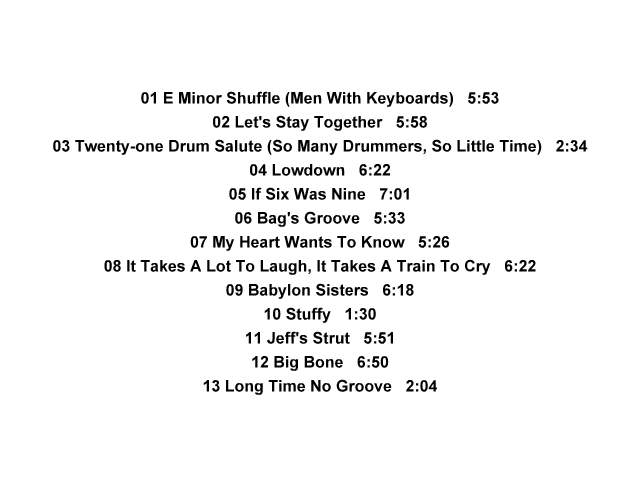 01 E Minor Shuffle (Men With Keyboards) 5:53
02 Let's Stay Together 5:58
03 Twenty-one Drum Salute (So Many Drummers, So Little Time) 2:34
04 Lowdown 6:22
05 If Six Was Nine 7:01
06 Bag's Groove 5:33
07 My Heart Wants To Know 5:26
08 It Takes A Lot To Laugh, It Takes A Train To Cry 6:22
09 Babylon Sisters 6:18
10 Stuffy 1:30
11 Jeff's Strut 5:51
12 Big Bone 6:50
13 Long Time No Groove 2:04